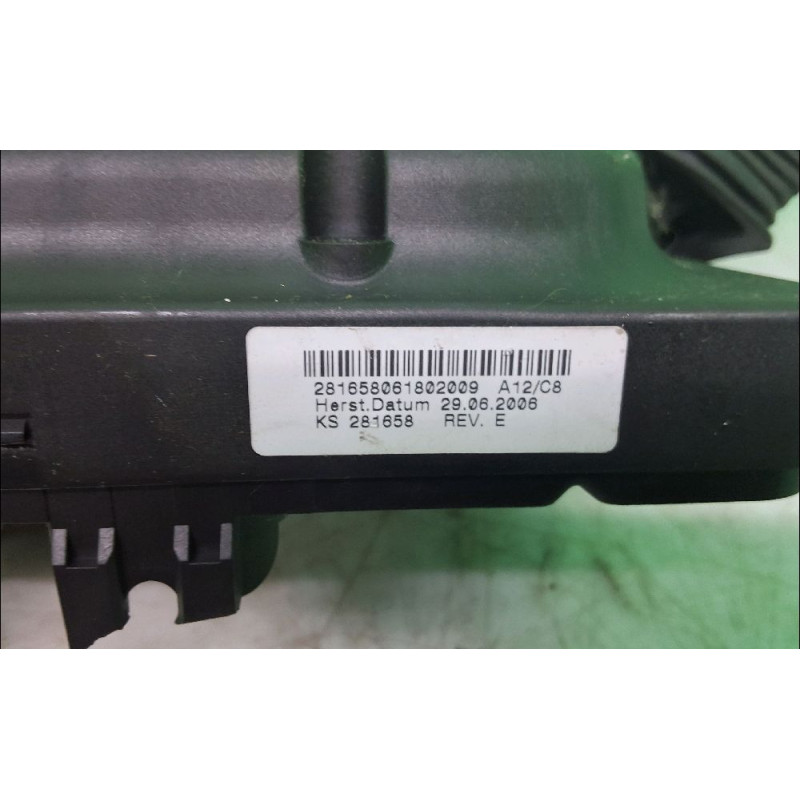 281658061802009 A12/C8
Herst.Datum 29.06.2006
KS 281658 REV. E